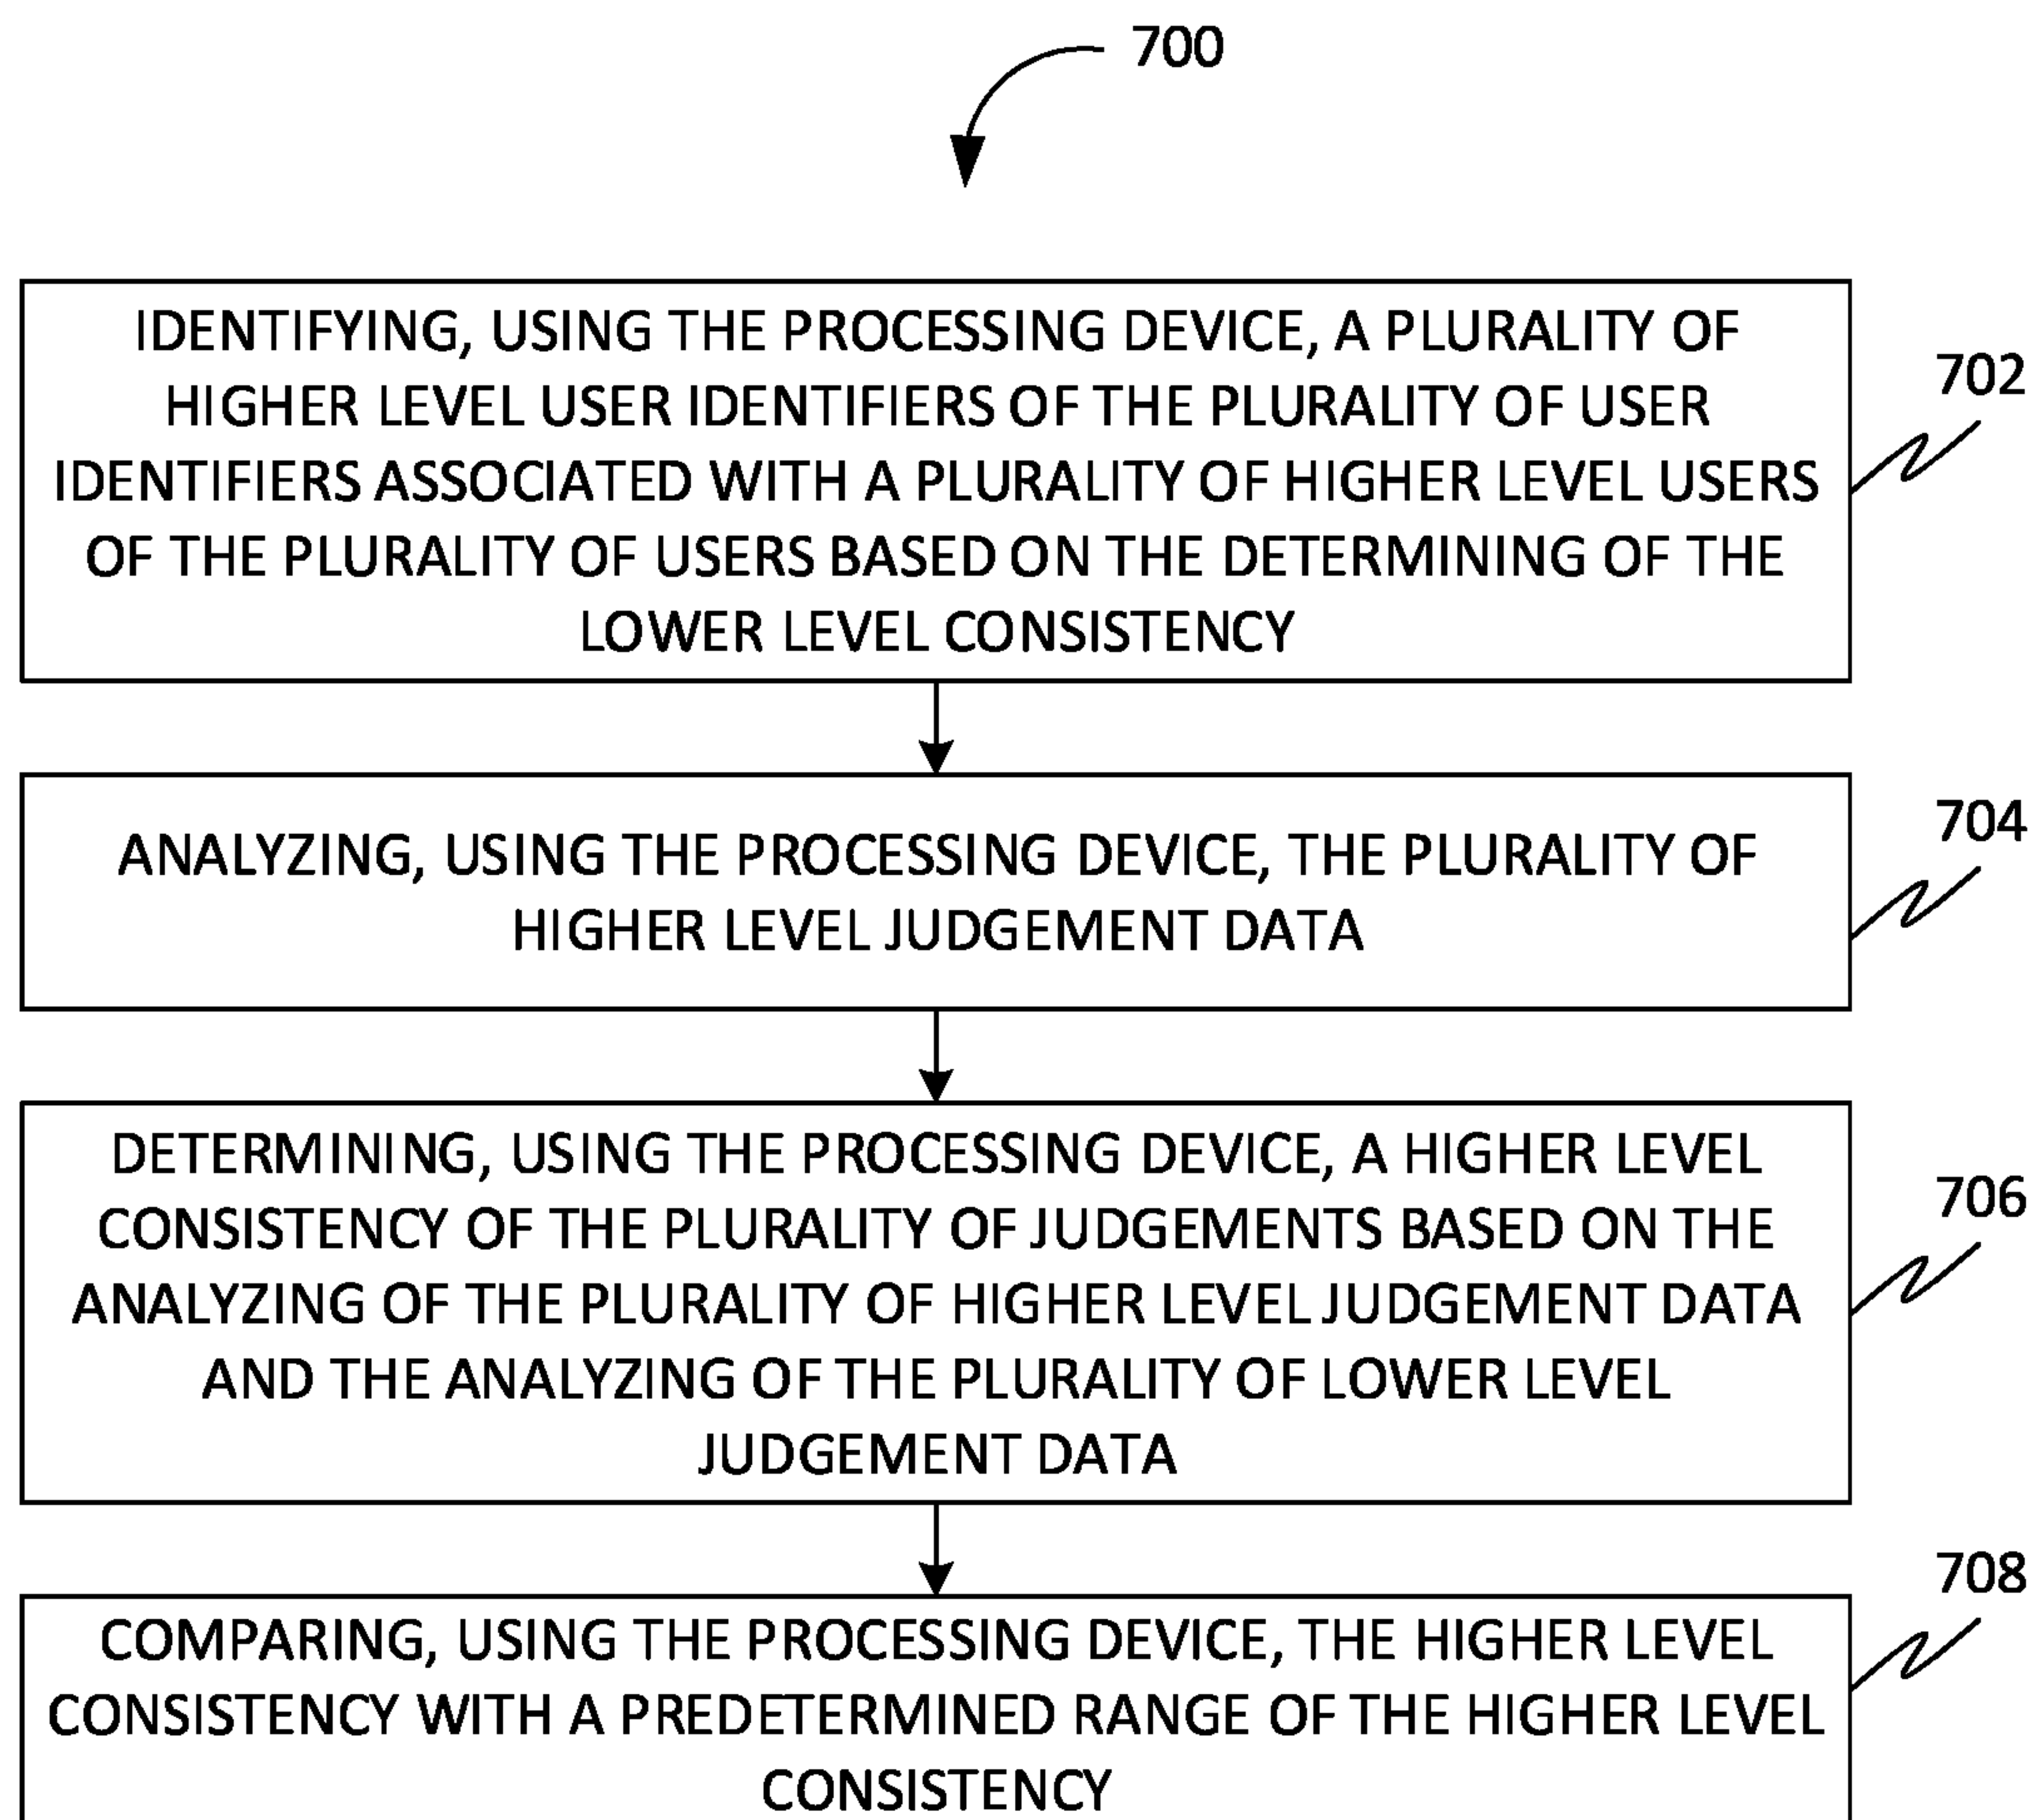 700
IDENTIFYING, USING THE PROCESSING DEVICE, A PLURALITY OF
HIGHER LEVEL USER IDENTIFIERS OF THE PLURALITY OF USER
IDENTIFIERS ASSOCIATED WITH A PLURALITY OF HIGHER LEVEL USERS
OF THE PLURALITY OF USERS BASED ON THE DETERMINING OF THE
LOWER LEVEL CONSISTENCY
702
ANALYZING, USING THE PROCESSING DEVICE, THE PLURALITY OF
HIGHER LEVEL JUDGEMENT DATA
704
DETERMINING, USING THE PROCESSING DEVICE, A HIGHER LEVEL
CONSISTENCY OF THE PLURALITY OF JUDGEMENTS BASED ON THE
ANALYZING OF THE PLURALITY OF HIGHER LEVEL JUDGEMENT DATA
AND THE ANALYZING OF THE PLURALITY OF LOWER LEVEL
JUDGEMENT DATA
706
COMPARING, USING THE PROCESSING DEVICE, THE HIGHER LEVEL
CONSISTENCY WITH A PREDETERMINED RANGE OF THE HIGHER LEVEL
CONSISTENCY
708